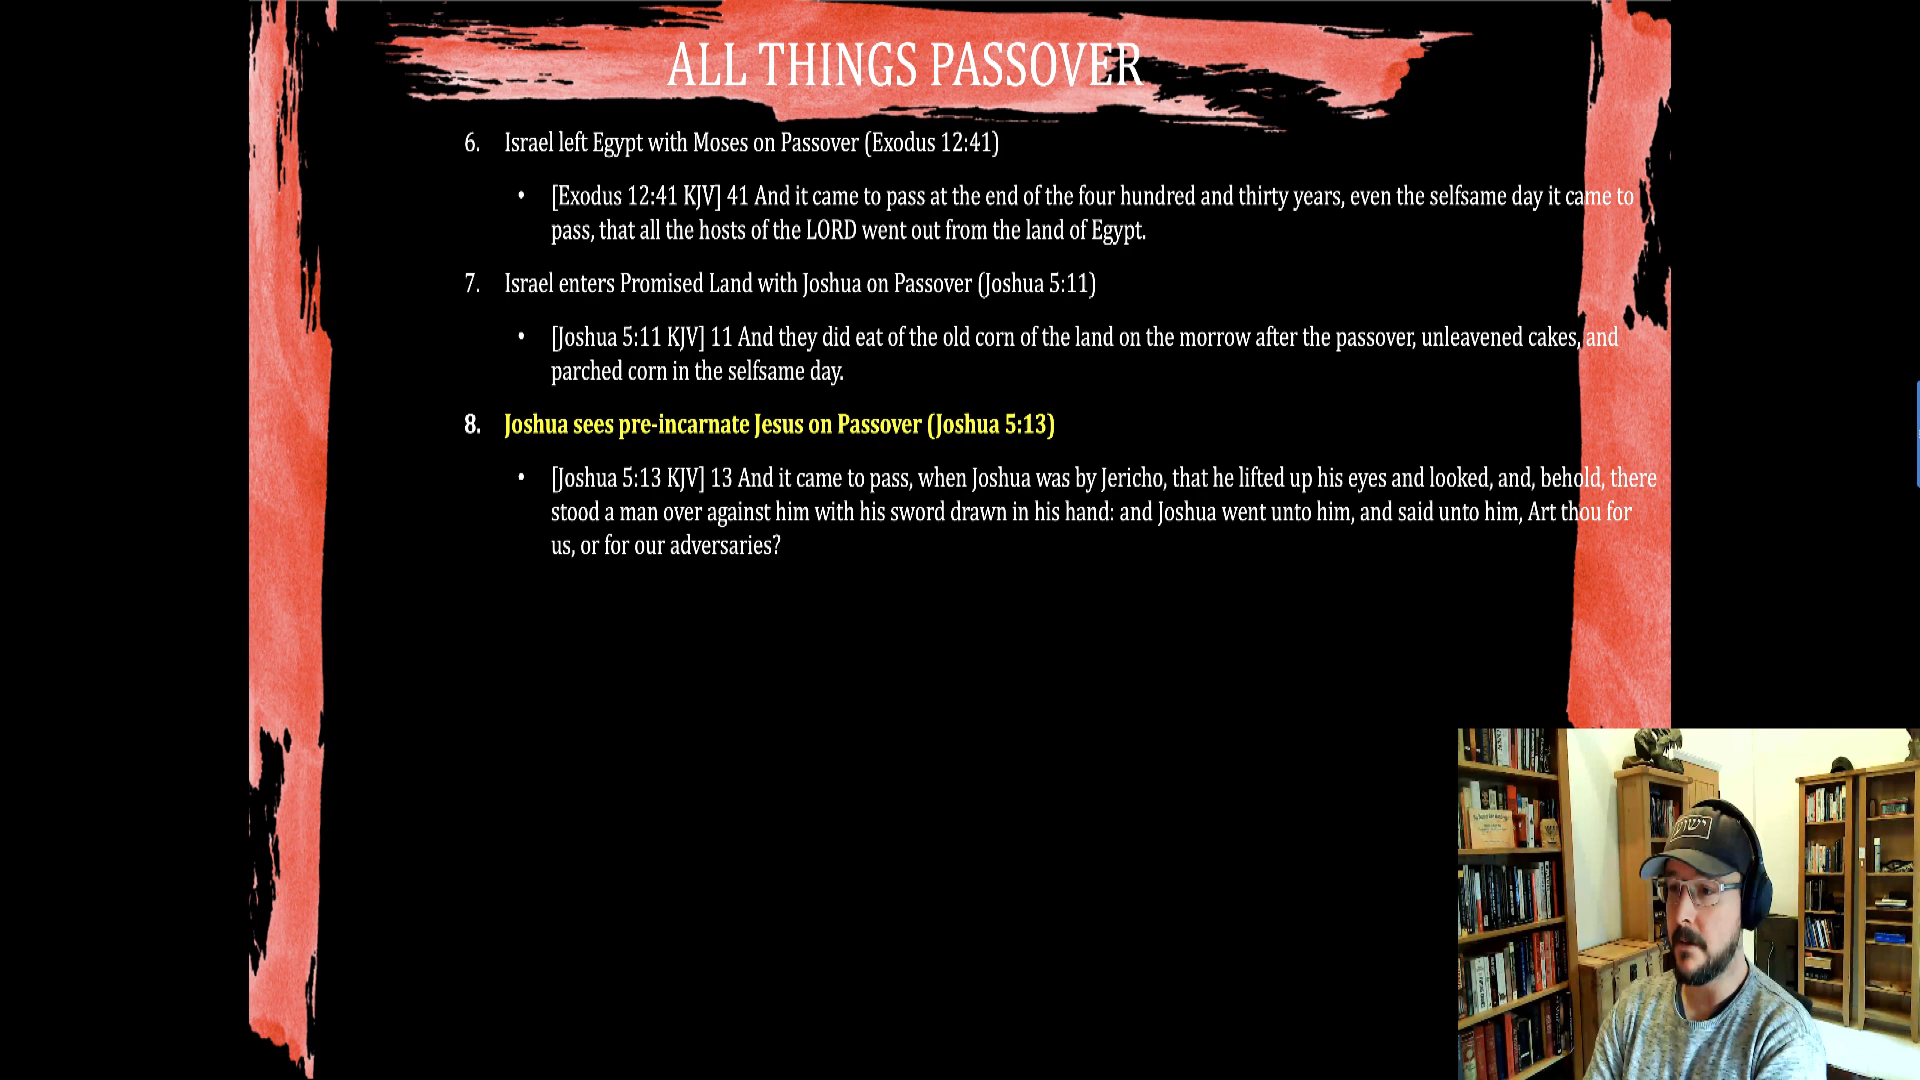 ALL THINGS PASSOVER
6. Israel left Egypt with Moses on Passover (Exodus 12:41)
• [Exodus 12:41 KJV] 41 And it came to pass at the end of the four hundred and thirty years, even the selfsame day it came to
pass, that all the hosts of the LORD went out from the land of Egypt.
7. Israel enters Promised Land with Joshua on Passover (Joshua 5:11)
• [Joshua 5:11 KJV] 11 And they did eat of the old corn of the land on the morrow after the passover, unleavened cakes, and
parched corn in the selfsame day.
8. Joshua sees pre-incarnate Jesus on Passover (Joshua 5:13)
• [Joshua 5:13 KJV] 13 And it came to pass, when Joshua was by Jericho, that he lifted up his eyes and looked, and, behold, there
stood a man over against him with his sword drawn in his hand: and Joshua went unto him, and said unto him, Art thou for
us, or for our adversaries?
ישוע